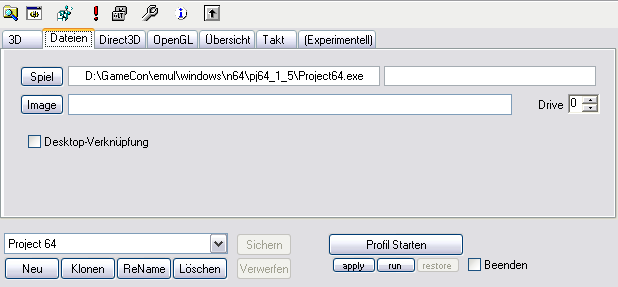 3D Dateien Direct3D OpenGL Übersicht Takt (Experimentell)
Spiel D:\GameCon\emul\windows\n64\pj64_1_5\Project64.exe
Image Drive 0
Desktop-Verknüpfung
Project 64 Sichern Profil Starten
Neu Klonen ReName Löschen Verwerfen apply run restore Beenden